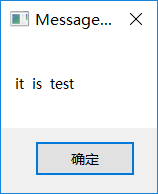 Message...
it is test
确定